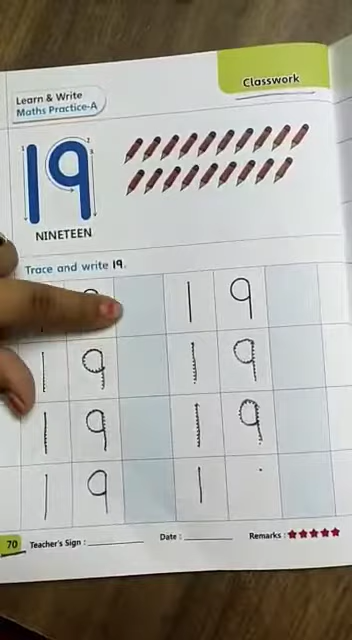 Classwork
Learn & Write
Maths Practice-A
19
NINETEEN
Trace and write 19.
1 9
1 9 1 9
1 9 1 9
1 9 1
70 Teacher's Sign : Date : Remarks :